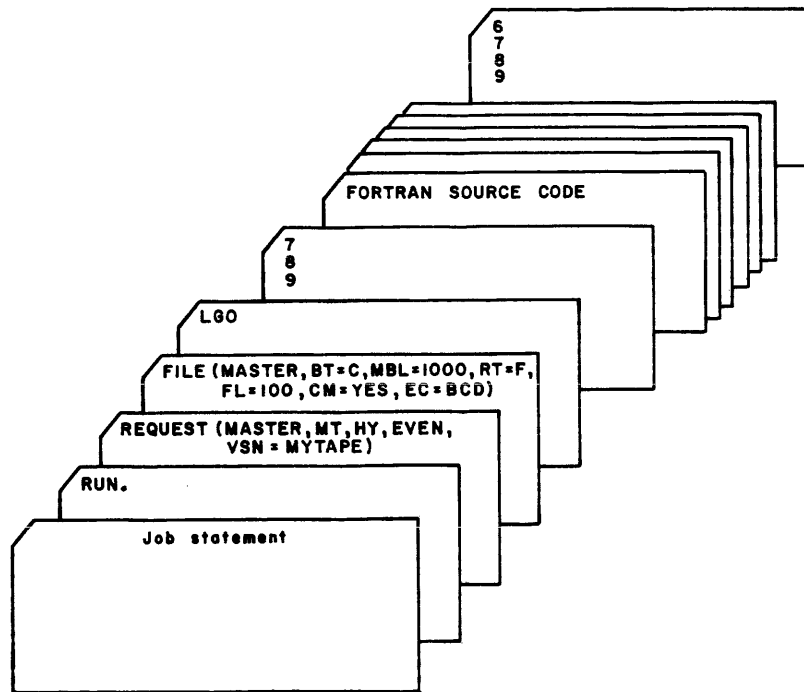 6
7
8
9
FORTRAN SOURCE CODE
7
8
9
LGO
FILE (MASTER, BT=C, MBL=1000, RT=F,
FL=100, CM=YES, EC=BCD)
REQUEST (MASTER, MT, HY, EVEN,
VSN = MYTAPE)
RUN.
Job statement